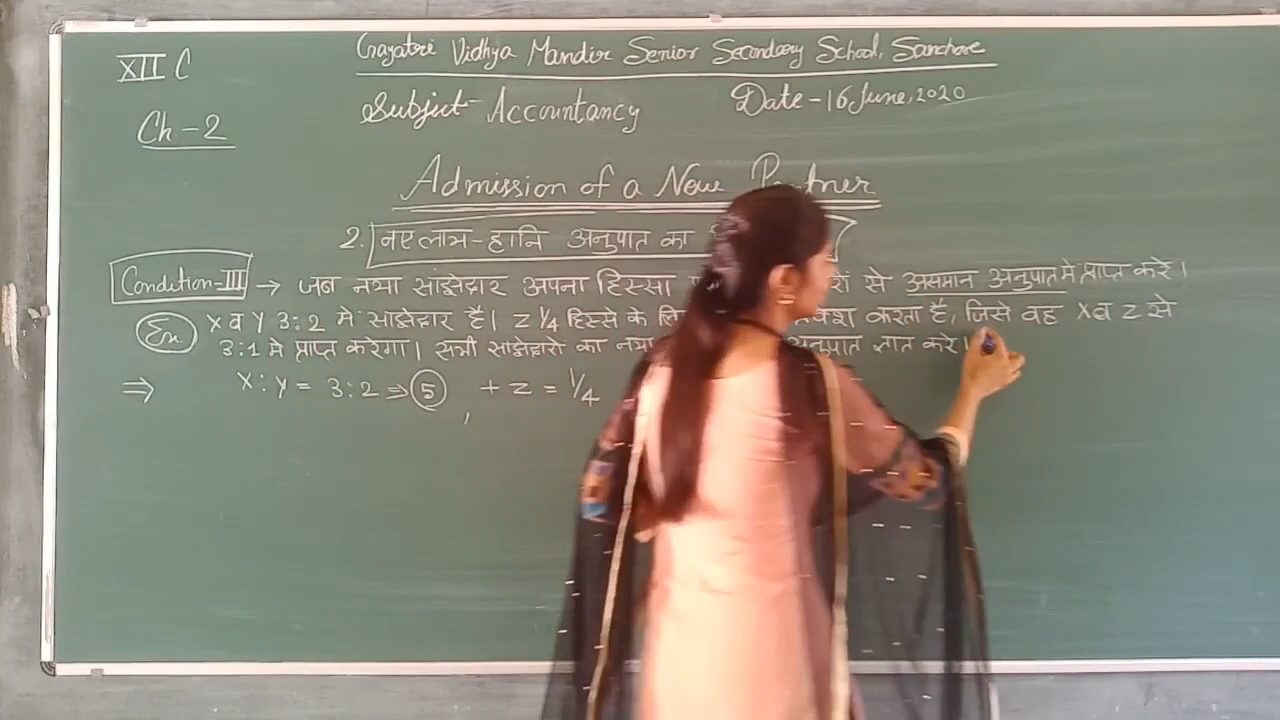 XII C
Gayatri Vidhya Mandir Senior Secondary School, Sanchore
Ch-2
Subject-Accountancy
Date-16 June, 2020
Admission of a New Partner
2. नए लाभ-हानि अनुपात का
Condition-III → जब नया साझेदार अपना हिस्सा से असमान अनुपात मे प्राप्त करे।
Ex X व Y 3:2 मे साझेदार है। Z 1/4 हिस्से के लि करता है, जिसे वह X व Z से
3:1 मे प्राप्त करेगा। सभी साझेदारो का नया अनुपात ज्ञात करे।
⇒ X:Y = 3:2 ⇒ 5 , + Z = 1/4